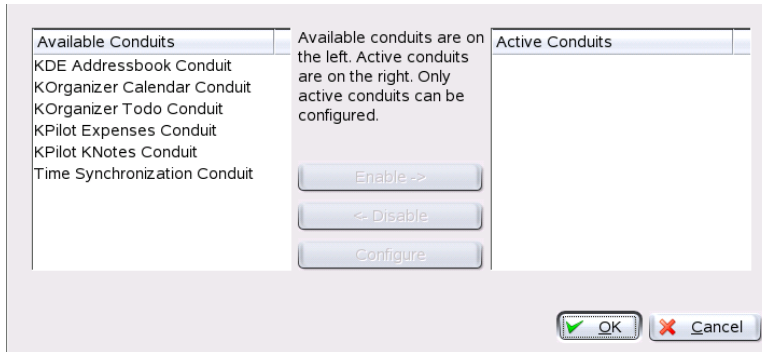 Available Conduits
KDE Addressbook Conduit
KOrganizer Calendar Conduit
KOrganizer Todo Conduit
KPilot Expenses Conduit
KPilot KNotes Conduit
Time Synchronization Conduit
Available conduits are on
the left. Active conduits
are on the right. Only
active conduits can be
configured.
Enable ->
<- Disable
Configure
Active Conduits
OK
Cancel